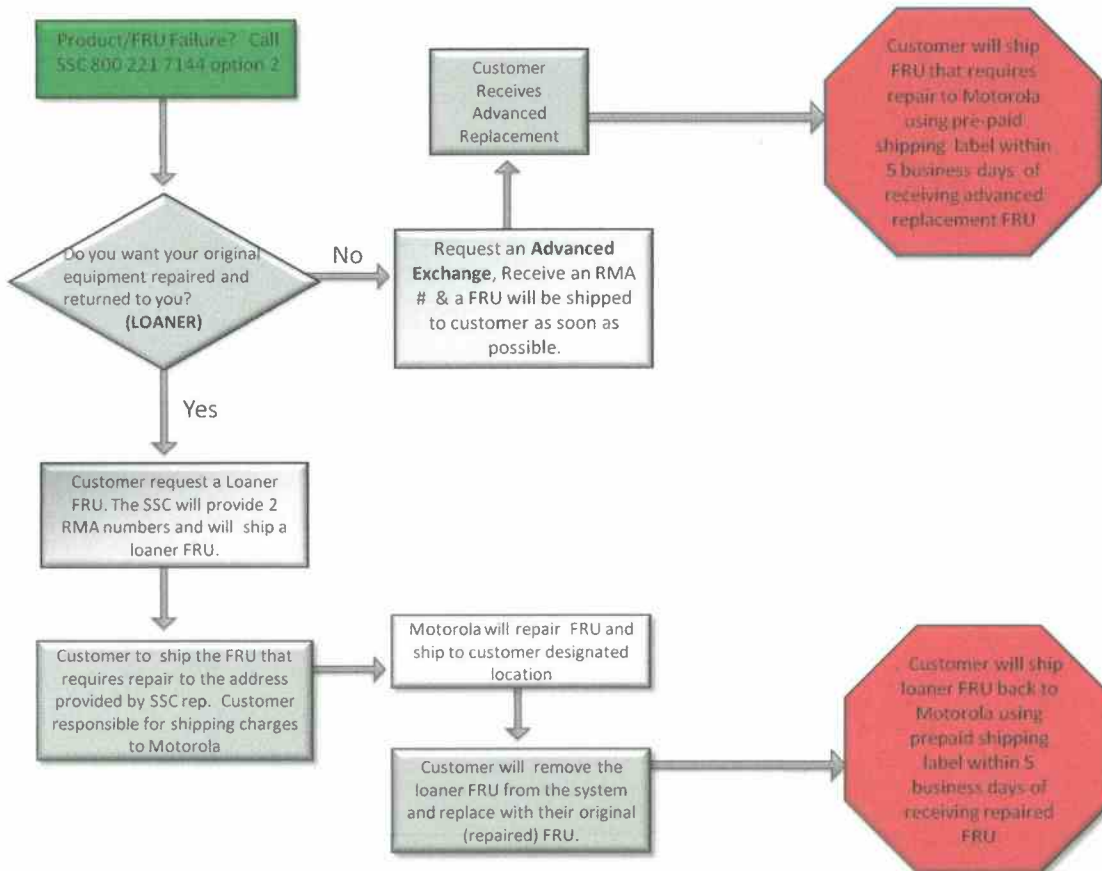 Product/FRU Failure? Call
SSC 800 221 7144 option 2
Do you want your original
equipment repaired and
returned to you?
(LOANER)
No
Request an Advanced
Exchange, Receive an RMA
# & a FRU will be shipped
to customer as soon as
possible.
Customer
Receives
Advanced
Replacement
Customer will ship
FRU that requires
repair to Motorola
using pre-paid
shipping label within
5 business days of
receiving advanced
replacement FRU
Yes
Customer request a Loaner
FRU. The SSC will provide 2
RMA numbers and will ship a
loaner FRU.
Customer to ship the FRU that
requires repair to the address
provided by SSC rep. Customer
responsible for shipping charges
to Motorola
Motorola will repair FRU and
ship to customer designated
location
Customer will remove the
loaner FRU from the system
and replace with their original
(repaired) FRU.
Customer will ship
loaner FRU back to
Motorola using
prepaid shipping
label within 5
business days of
receiving repaired
FRU